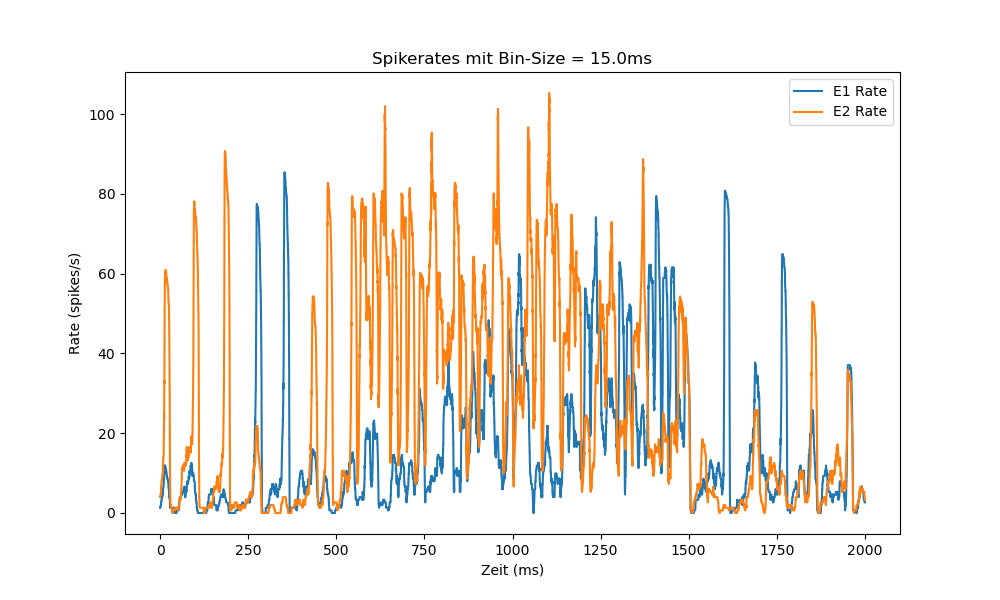 Spikerates mit Bin-Size = 15.0ms
E1 Rate
E2 Rate
100
80
60
40
20
0
Rate (spikes/s)
0 250 500 750 1000 1250 1500 1750 2000
Zeit (ms)